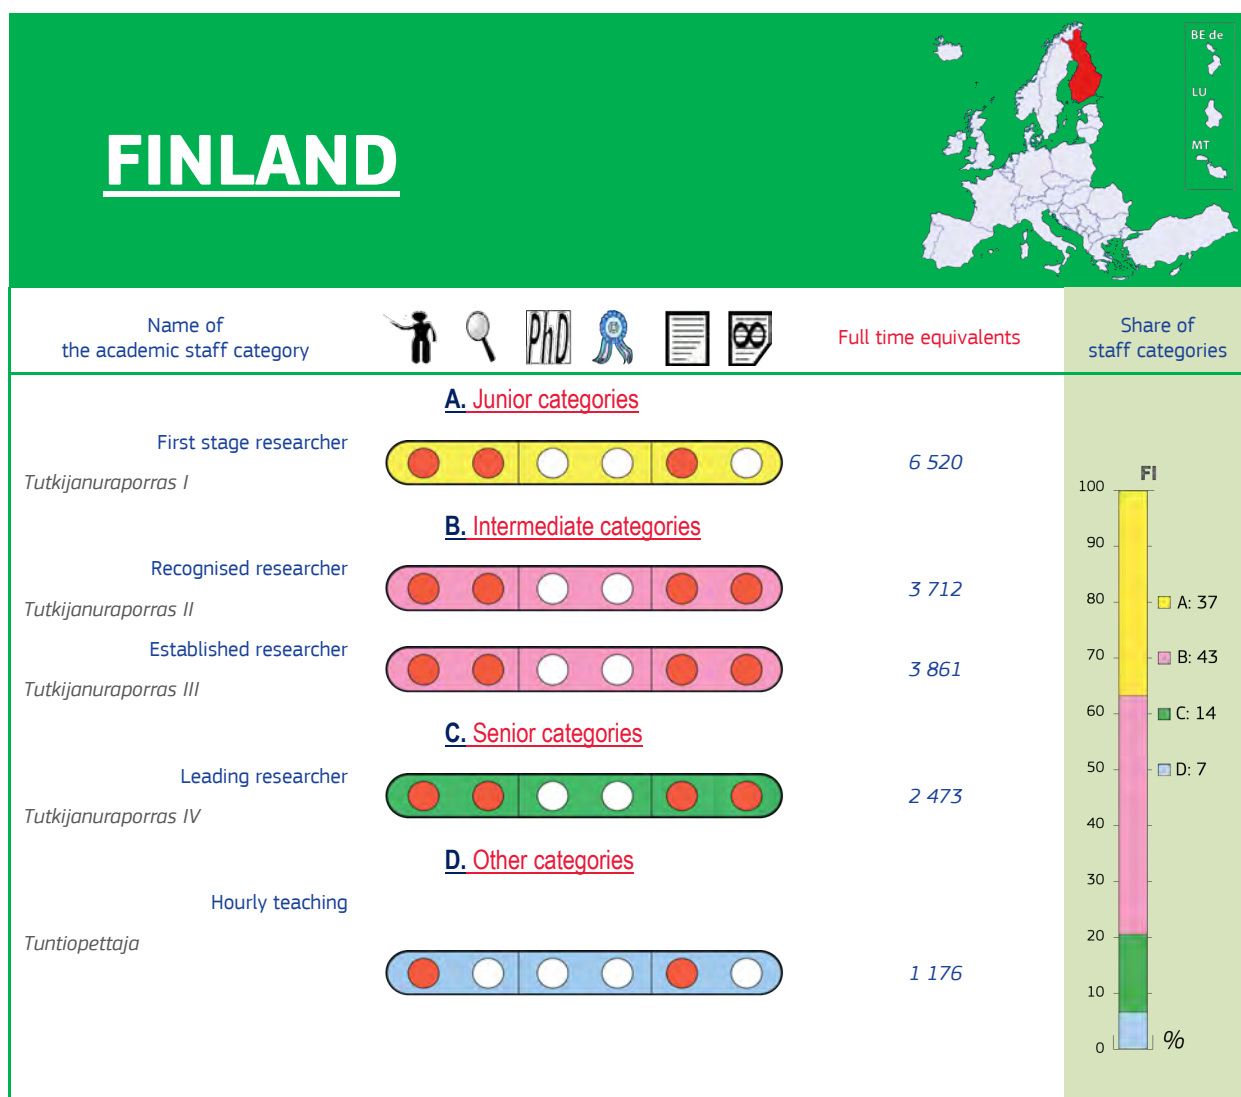 FINLAND
BE de
LU
MT
Name of
the academic staff category
PhD
Full time equivalents
Share of
staff categories
A. Junior categories
First stage researcher
Tutkijanuraporras I
6 520
B. Intermediate categories
Recognised researcher
Tutkijanuraporras II
3 712
Established researcher
Tutkijanuraporras III
3 861
C. Senior categories
Leading researcher
Tutkijanuraporras IV
2 473
D. Other categories
Hourly teaching
Tuntiopettaja
1 176
FI
100
90
80
70
60
50
40
30
20
10
0
%
A: 37
B: 43
C: 14
D: 7